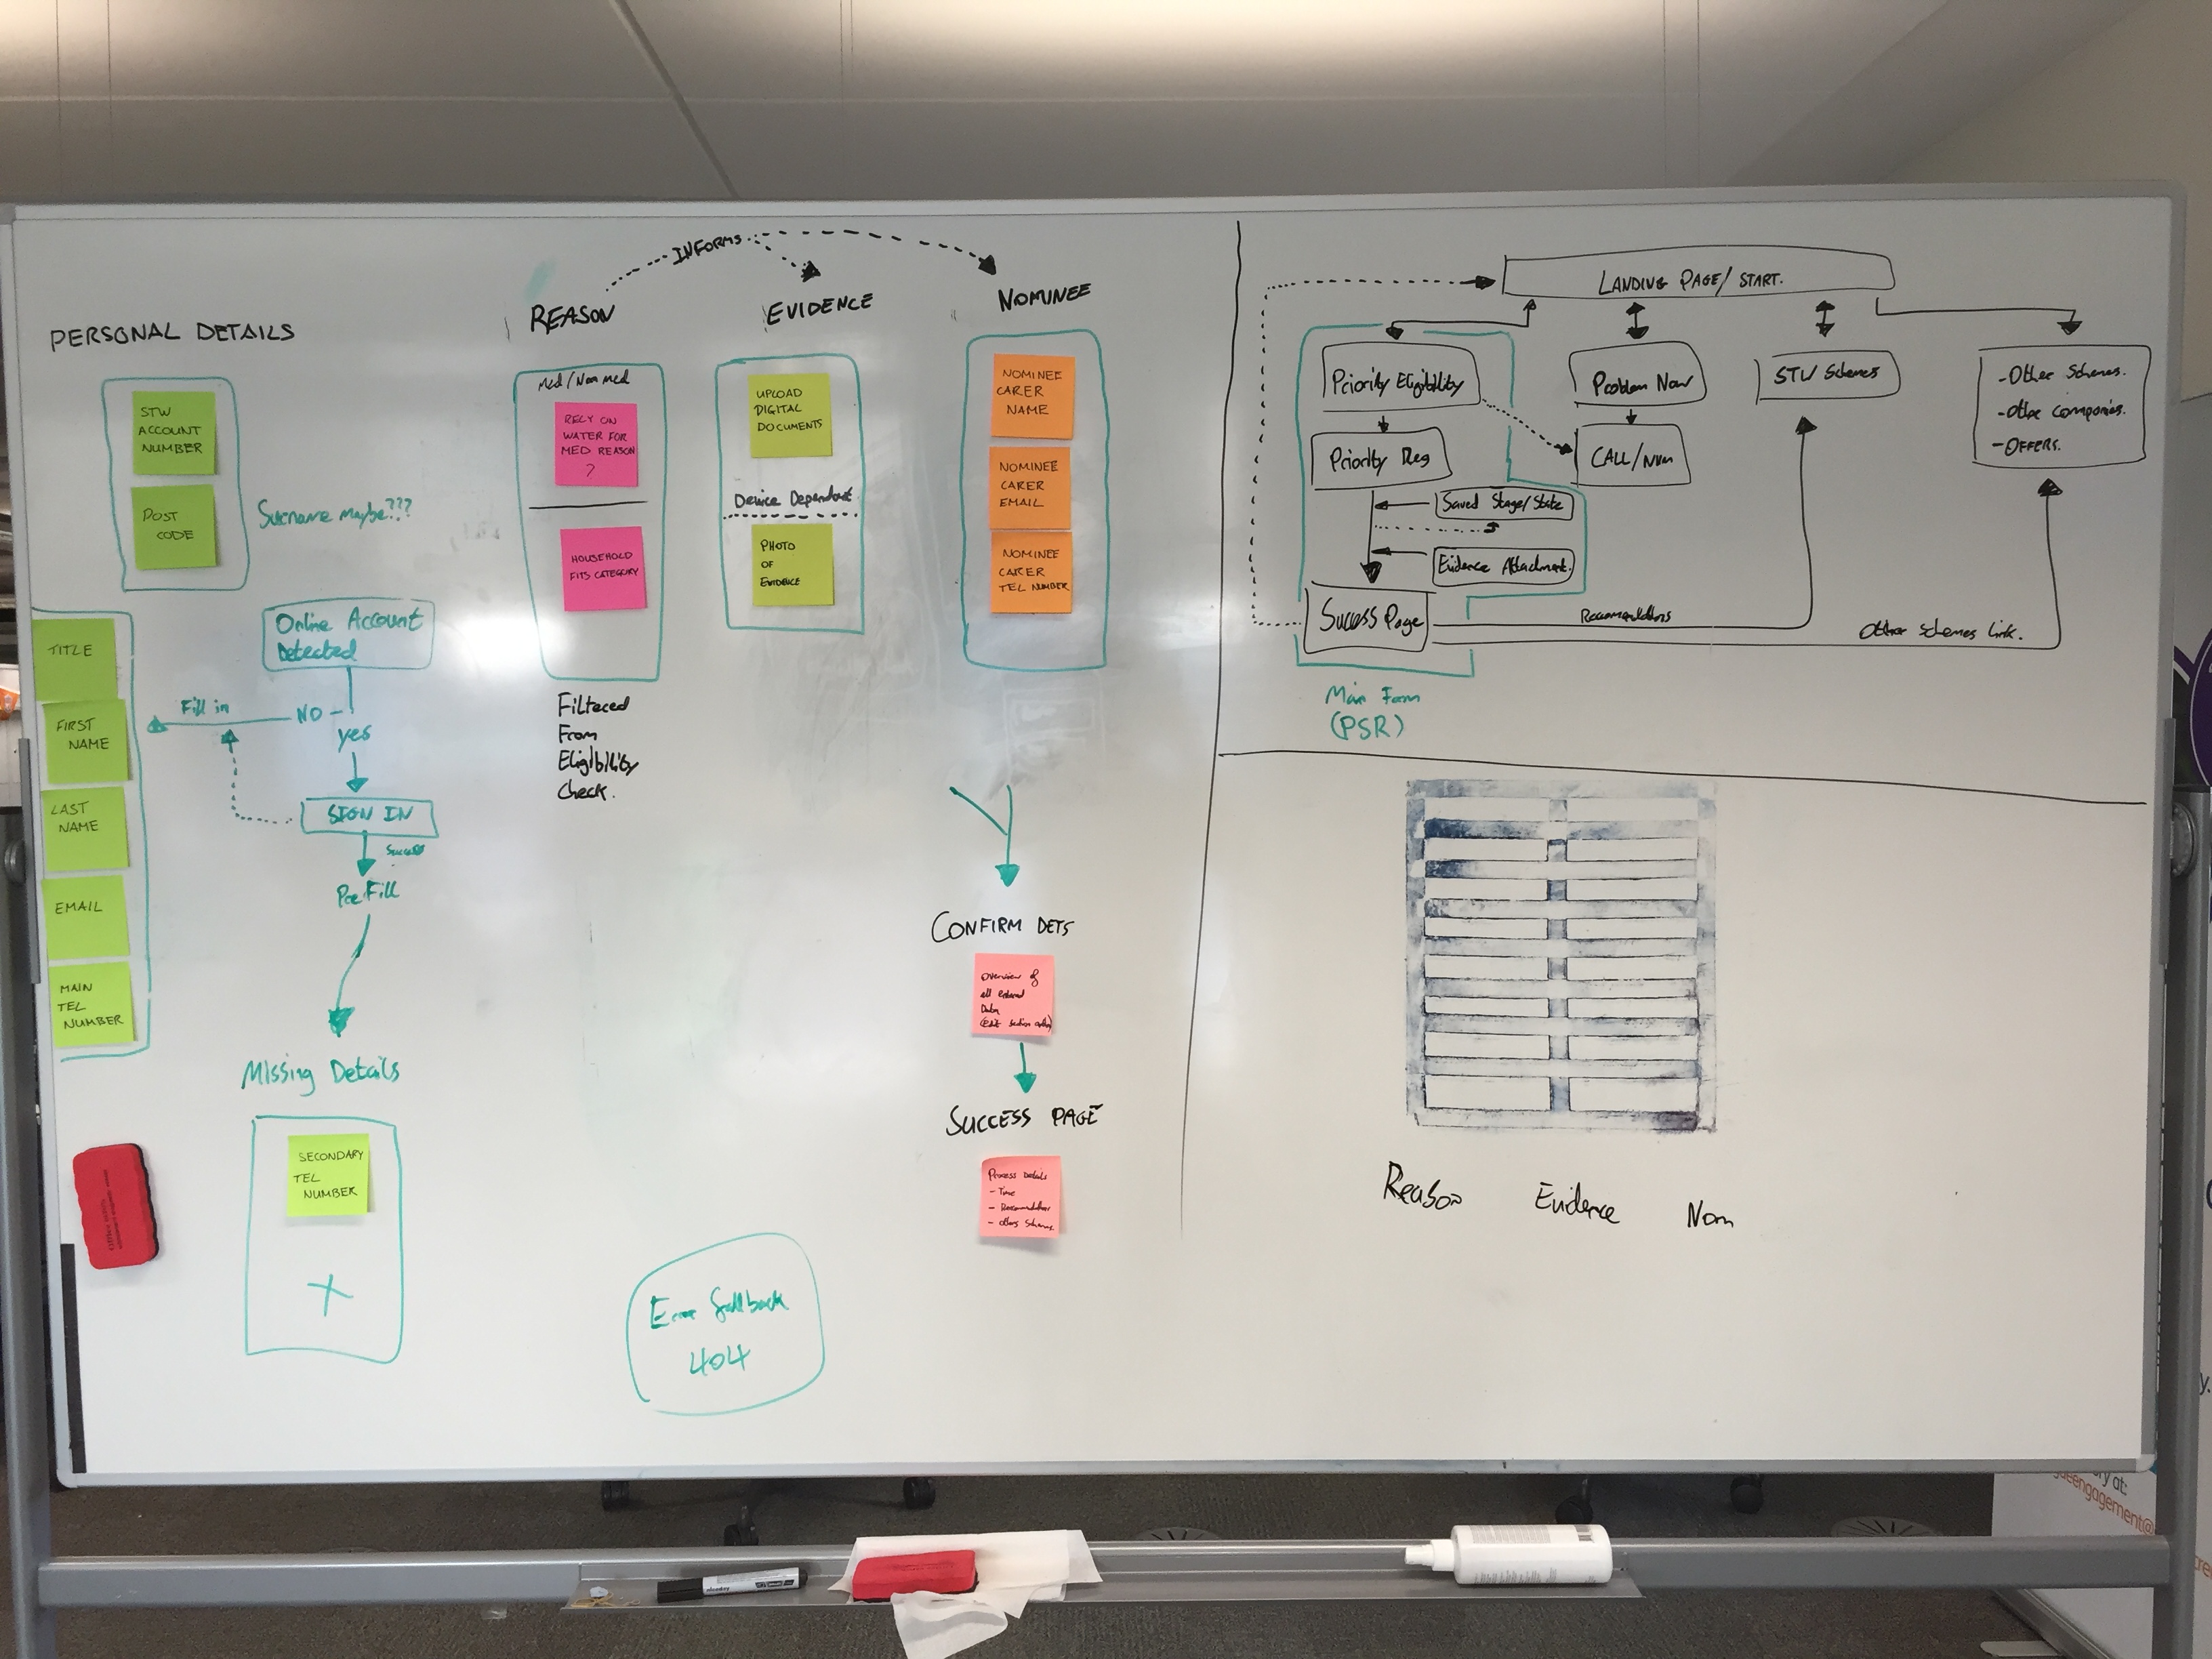 PERSONAL DETAILS
STW
ACCOUNT
NUMBER
POST
CODE
Surname Maybe???
TITLE
FIRST
NAME
LAST
NAME
EMAIL
MAIN
TEL
NUMBER
Online Account
Detected
NO
Fill in
yes
SIGN IN
Success
Pre Fill
Missing Details
SECONDARY
TEL
NUMBER
+
INFORMS
REASON
Med/Non med
RELY ON
WATER FOR
MED REASON
?
HOUSEHOLD
FITS CATEGORY
Filtered
From
Eligibility
Check.
EVIDENCE
UPLOAD
DIGITAL
DOCUMENTS
Device Dependant
PHOTO
OF
EVIDENCE
NOMINEE
NOMINEE
CARER
NAME
NOMINEE
CARER
EMAIL
NOMINEE
CARER
TEL NUMBER
CONFIRM DETS
Overview of
all entered
Data
(Edit section option)
SUCCESS PAGE
Process Details
- Time
- Recomendation
- Others Schemes
Error fallback
404
LANDING PAGE/ START.
Priority Eligibility
Problem Now
STW Schemes
-Other Schemes.
-Other Companies.
-OFFERS.
Priority Reg
CALL/Num
Saved Stage/State
Evidence Attachment.
Success Page
Recomendations
Other Schemes Link.
Main Form
(PSR)
Reason Evidence Nom